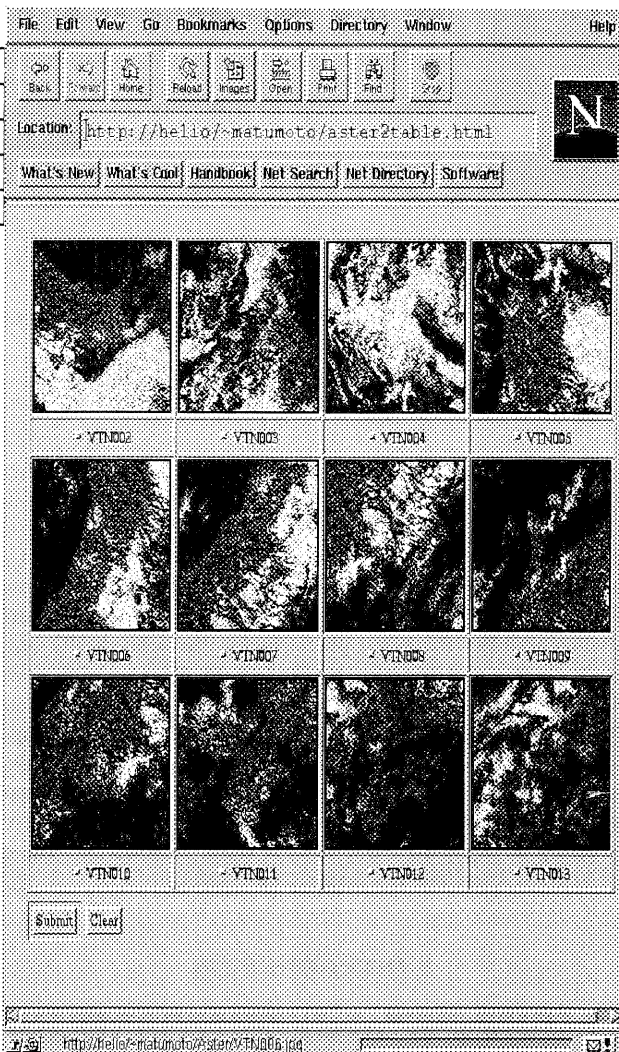 File Edit View Go Bookmarks Options Directory Window Help
Back Forward Home Reload Images Open Print Find Stop
N
Location: http://helio/~matumoto/aster2table.html
What's New What's Cool Handbook Net Search Net Directory Software
VTN002 VTN003 VTN004 VTN005
VTN006 VTN007 VTN008 VTN009
VTN010 VTN011 VTN012 VTN013
Submit Clear
http://helio/~matumoto/Aster/VTN006.jpg